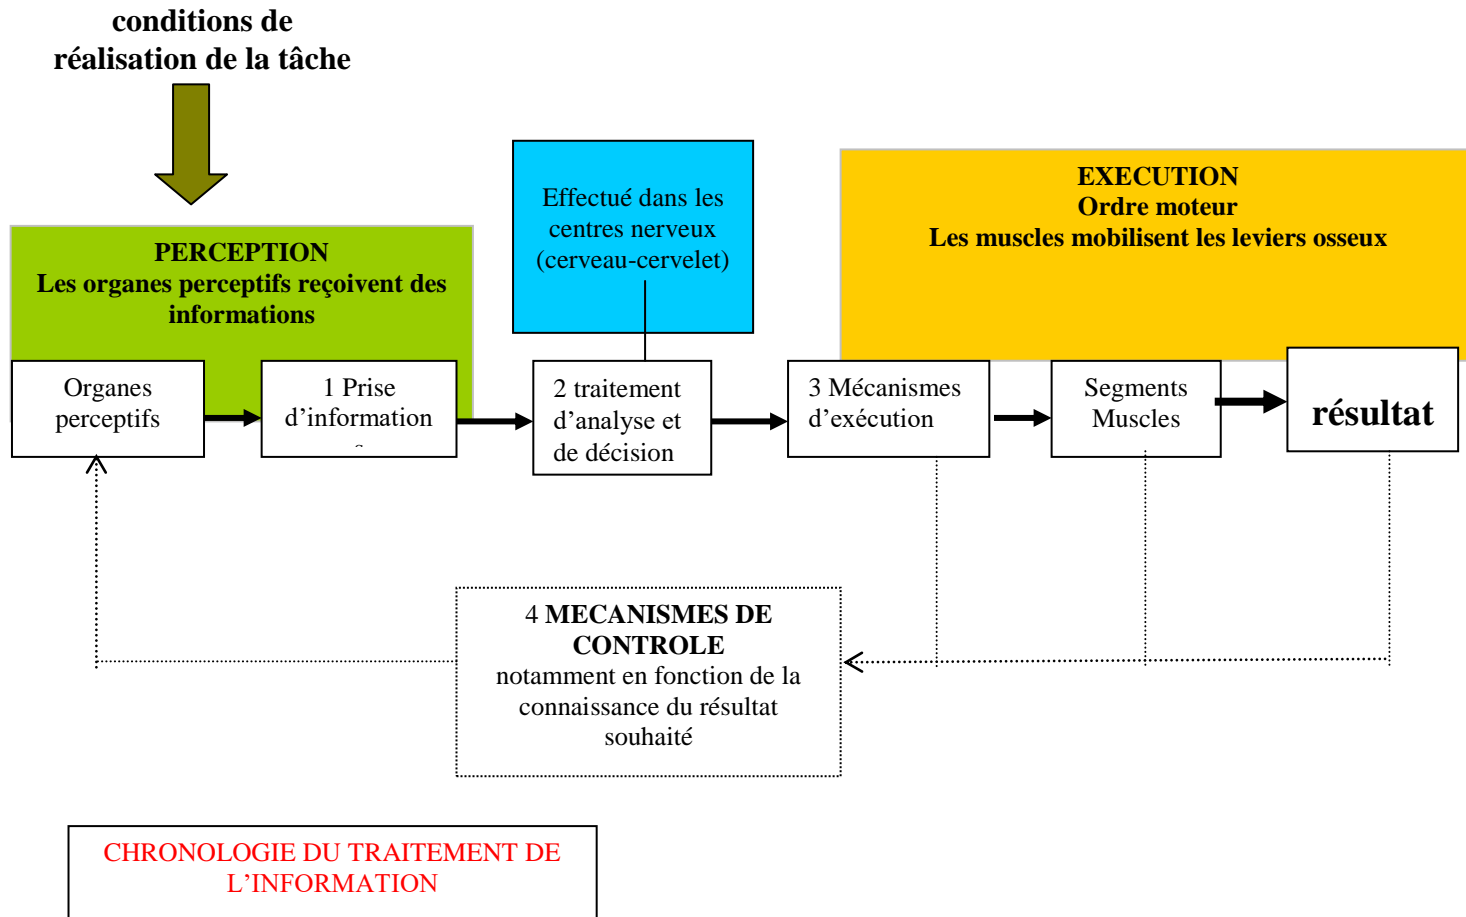 conditions de
réalisation de la tâche
PERCEPTION
Les organes perceptifs reçoivent des
informations
Effectué dans les
centres nerveux
(cerveau-cervelet)
EXECUTION
Ordre moteur
Les muscles mobilisent les leviers osseux
Organes
perceptifs
1 Prise
d’information
s
2 traitement
d’analyse et
de décision
3 Mécanismes
d’exécution
Segments
Muscles
résultat
4 MECANISMES DE
CONTROLE
notamment en fonction de la
connaissance du résultat
souhaité
CHRONOLOGIE DU TRAITEMENT DE
L’INFORMATION